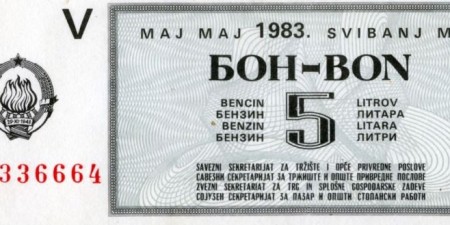 V
МАЈ МАЈ 1983. SVIBANJ M
БОН-BON
BENCIN 5 LITROV
БЕНЗИН ЛИТАРА
BENZIN LITARA
БЕНЗИН ЛИТРИ
336664
SAVEZNI SEKRETARIJAT ZA TRŽIŠTE I OPĆE PRIVREDNE POSLOVE
САВЕЗНИ СЕКРЕТАРИЈАТ ЗА ТРЖИШТЕ И ОПШТЕ ПРИВРЕДНЕ ПОСЛОВЕ
ZVEZNI SEKRETARIAT ZA TRG IN SPLOŠNE GOSPODARSKE ZADEVE
СОЈУЗЕН СЕКРЕТАРИЈАТ ЗА ПАЗАР И ОПШТИ СТОПАНСКИ РАБОТИ